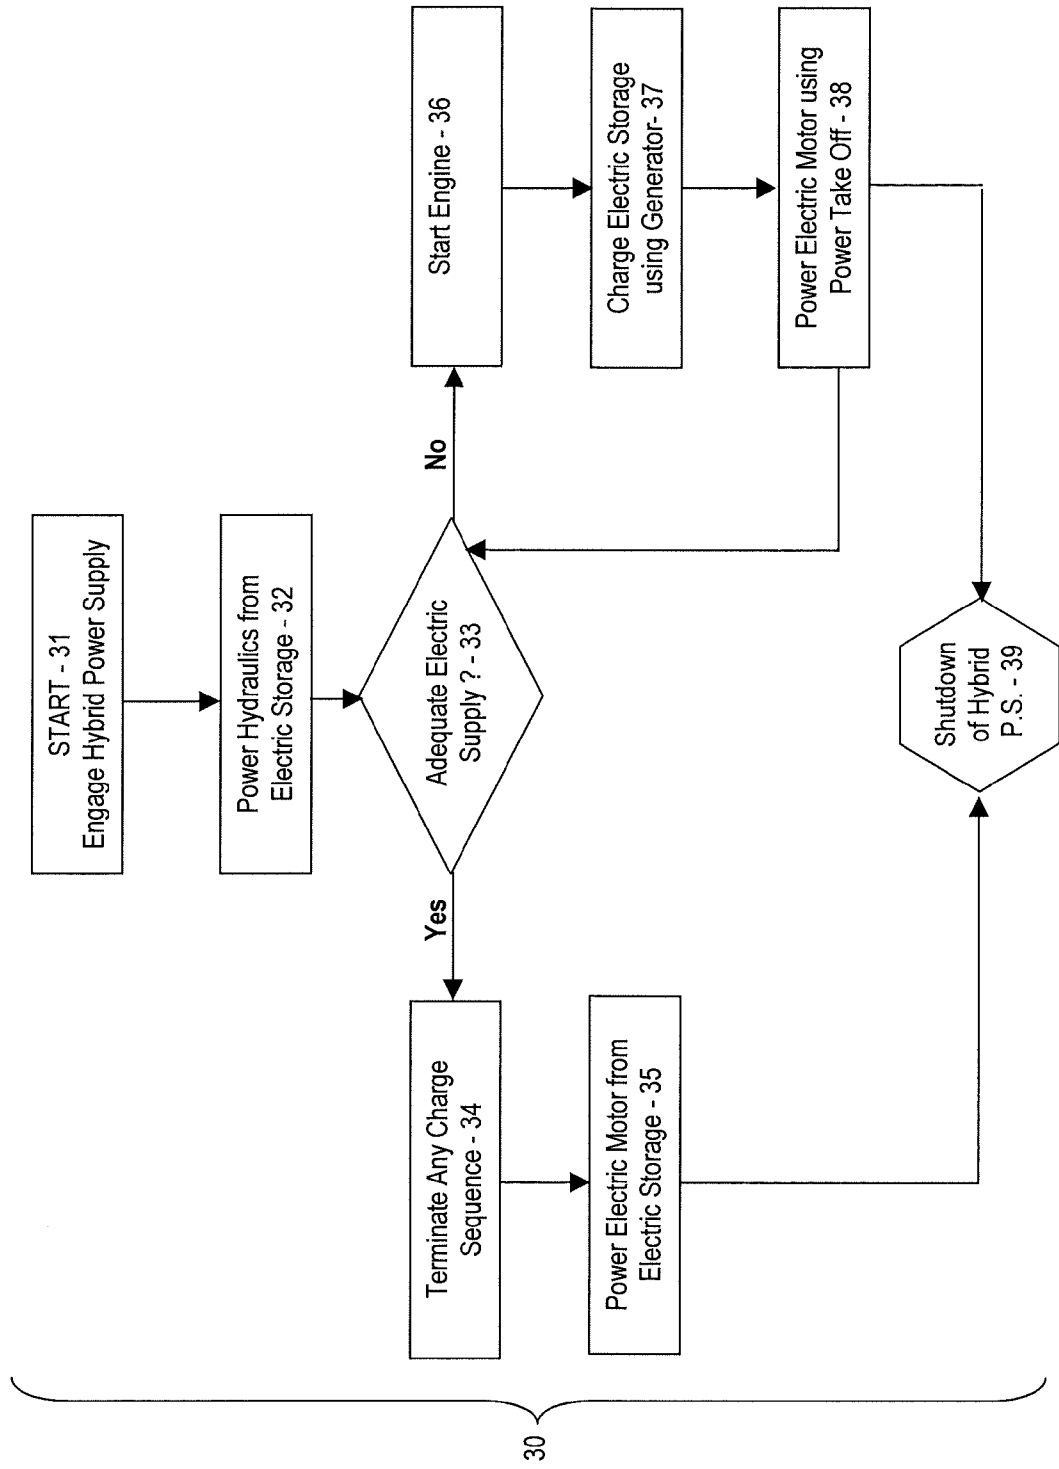 START - 31
Engage Hybrid Power Supply
Power Hydraulics from
Electric Storage - 32
Adequate Electric
Supply ? - 33
Yes
No
Terminate Any Charge
Sequence - 34
Power Electric Motor from
Electric Storage - 35
Start Engine - 36
Charge Electric Storage
using Generator- 37
Power Electric Motor using
Power Take Off - 38
Shutdown
of Hybrid
P.S. - 39
30